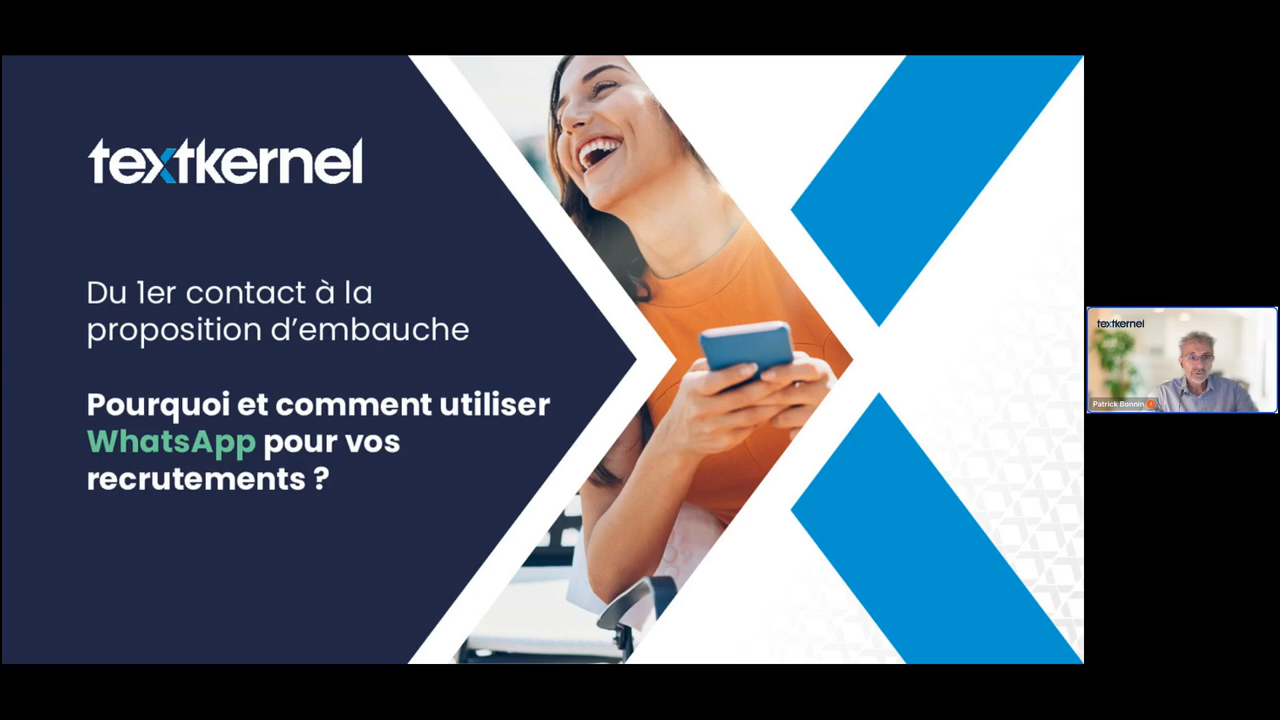 textkernel
Du 1er contact à la
proposition d’embauche
Pourquoi et comment utiliser
WhatsApp pour vos
recrutements ?
textkernel
Patrick Bonnin